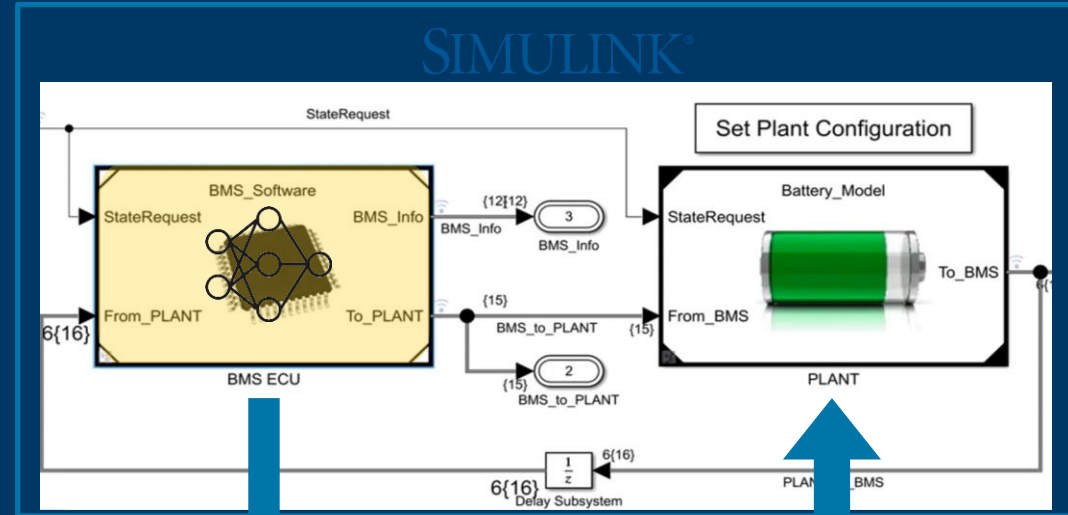 SIMULINK®
StateRequest
Set Plant Configuration
BMS_Software
StateRequest
BMS_Info
From_PLANT
To_PLANT
6{16}
BMS ECU
{12}
BMS_Info
3
BMS_Info
{15}
BMS_to_PLANT
{15}
2
{15}
BMS_to_PLANT
Battery_Model
StateRequest
To_BMS
From_BMS
PLANT
1
z
6{16}
6{16}
Delay Subsystem
BMS